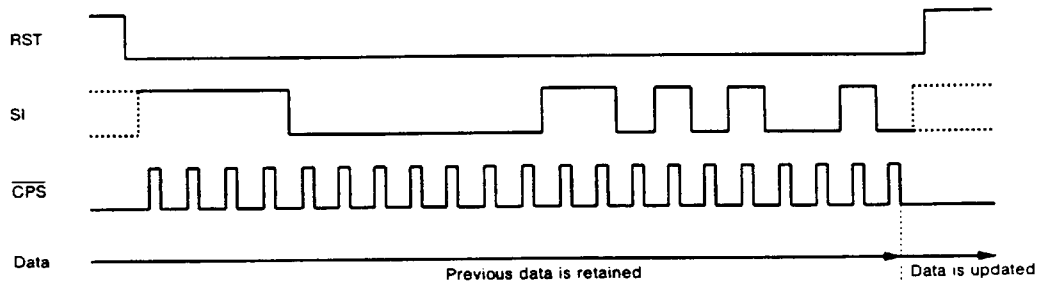 RST
SI
CPS
Data
Previous data is retained
Data is updated